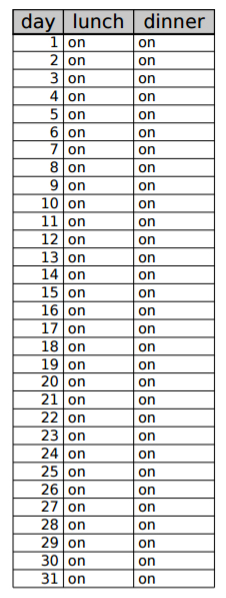 day lunch dinner
1 on on
2 on on
3 on on
4 on on
5 on on
6 on on
7 on on
8 on on
9 on on
10 on on
11 on on
12 on on
13 on on
14 on on
15 on on
16 on on
17 on on
18 on on
19 on on
20 on on
21 on on
22 on on
23 on on
24 on on
25 on on
26 on on
27 on on
28 on on
29 on on
30 on on
31 on on